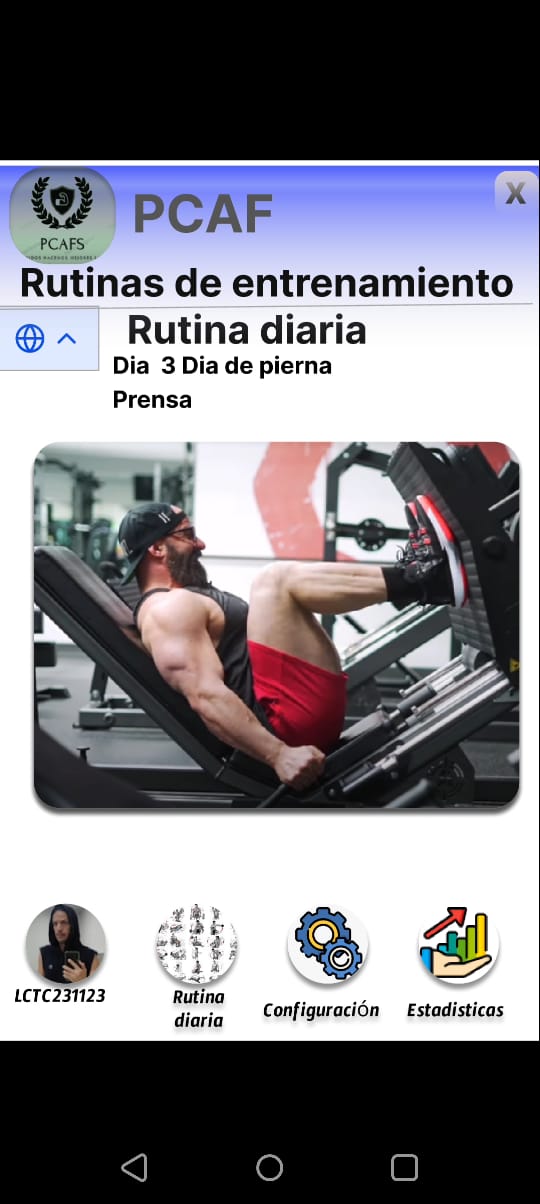 PCAFS
PCAF
X
Rutinas de entrenamiento
Rutina diaria
Dia 3 Dia de pierna
Prensa
LCTC231123
Rutina
diaria
Configuración
Estadisticas